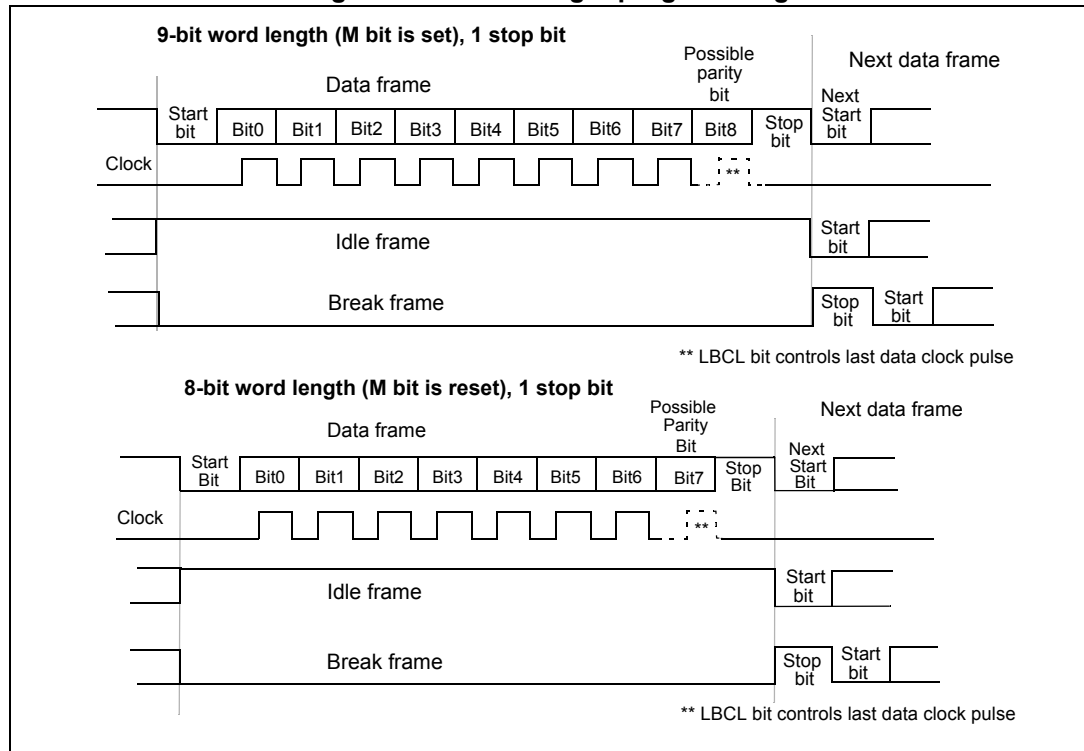 9-bit word length (M bit is set), 1 stop bit
Possible
parity
bit
Next data frame
Data frame
Start
bit
Bit0 Bit1 Bit2 Bit3 Bit4 Bit5 Bit6 Bit7 Bit8
Stop
bit
Next
Start
bit
Clock
**
Idle frame
Start
bit
Break frame
Stop
bit
Start
bit
** LBCL bit controls last data clock pulse
8-bit word length (M bit is reset), 1 stop bit
Possible
Parity
Bit
Next data frame
Data frame
Start
Bit
Bit0 Bit1 Bit2 Bit3 Bit4 Bit5 Bit6 Bit7
Stop
Bit
Next
Start
Bit
Clock
**
Idle frame
Start
bit
Break frame
Stop
bit
Start
bit
** LBCL bit controls last data clock pulse